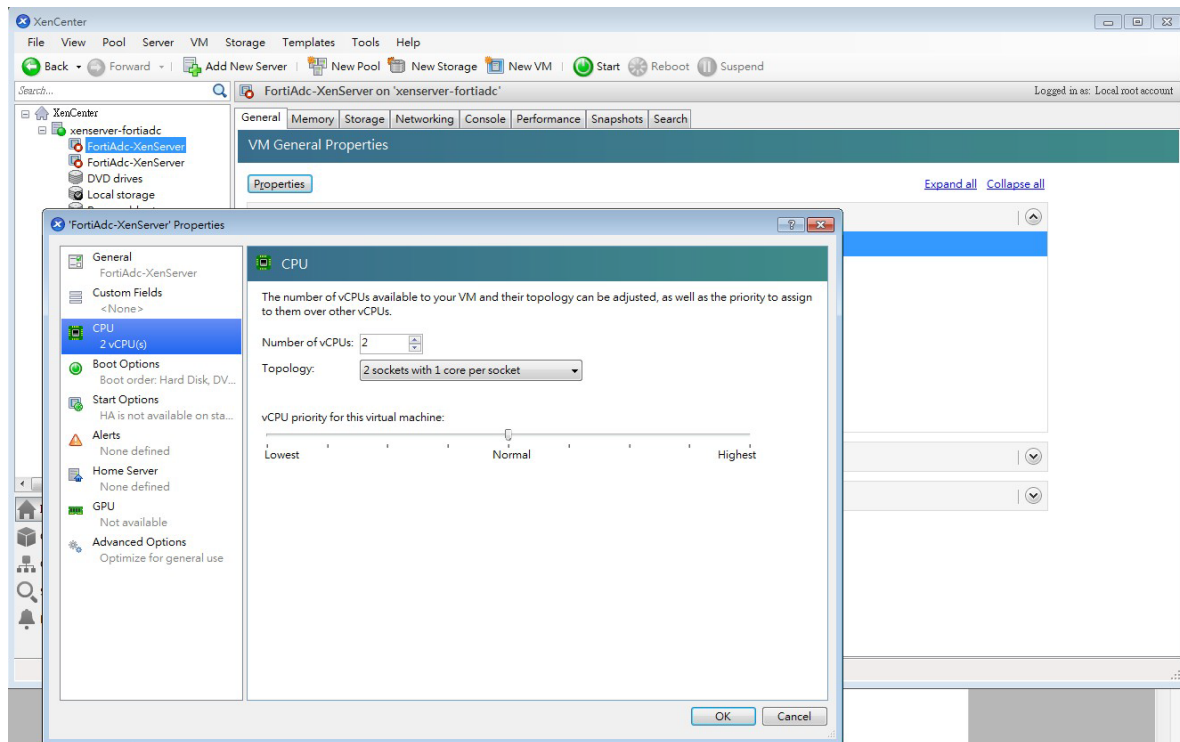 XenCenter
File View Pool Server VM Storage Templates Tools Help
Back Forward Add New Server New Pool New Storage New VM Start Reboot Suspend
Search...
FortiAdc-XenServer on 'xenserver-fortiadc'
Logged in as: Local root account
XenCenter
xenserver-fortiadc
FortiAdc-XenServer
FortiAdc-XenServer
DVD drives
Local storage
General Memory Storage Networking Console Performance Snapshots Search
VM General Properties
Properties
Expand all Collapse all
'FortiAdc-XenServer' Properties
General
FortiAdc-XenServer
Custom Fields
<None>
CPU
2 vCPU(s)
Boot Options
Boot order: Hard Disk, DV...
Start Options
HA is not available on sta...
Alerts
None defined
Home Server
None defined
GPU
Not available
Advanced Options
Optimize for general use
CPU
The number of vCPUs available to your VM and their topology can be adjusted, as well as the priority to assign
to them over other vCPUs.
Number of vCPUs: 2
Topology: 2 sockets with 1 core per socket
vCPU priority for this virtual machine:
Lowest Normal Highest
OK Cancel